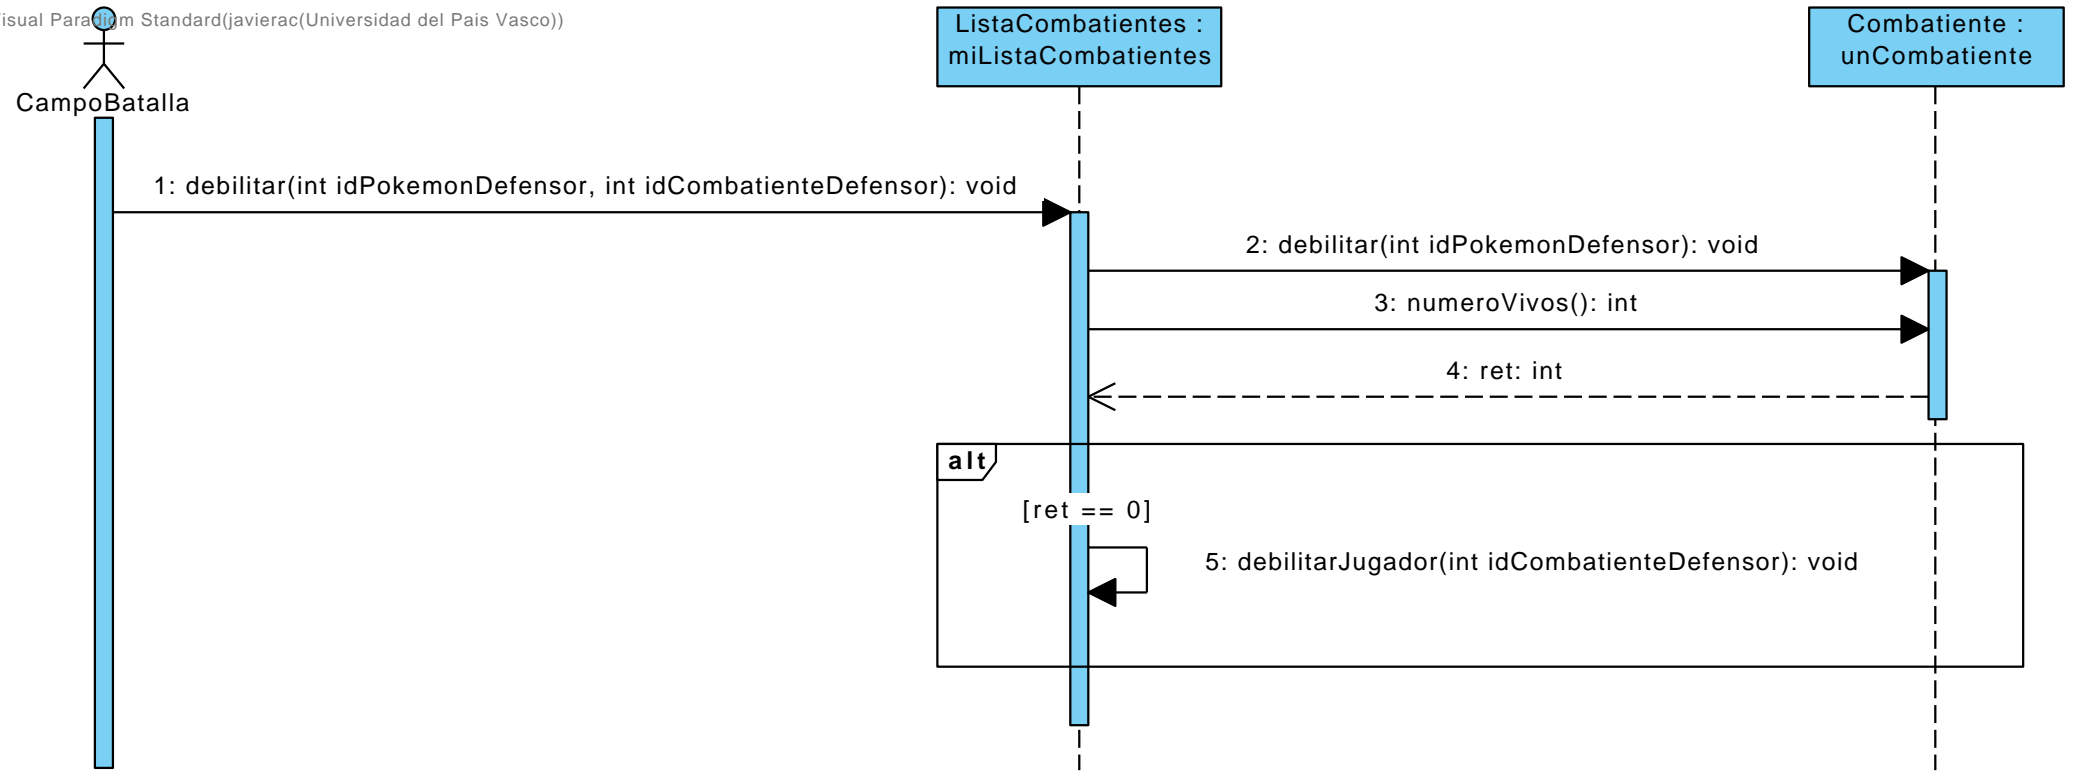 Visual Paradigm Standard(javierac(Universidad del Pais Vasco))
CampoBatalla
ListaCombatientes :
miListaCombatientes
Combatiente :
unCombatiente
1: debilitar(int idPokemonDefensor, int idCombatienteDefensor): void
2: debilitar(int idPokemonDefensor): void
3: numeroVivos(): int
4: ret: int
alt
[ret == 0]
5: debilitarJugador(int idCombatienteDefensor): void